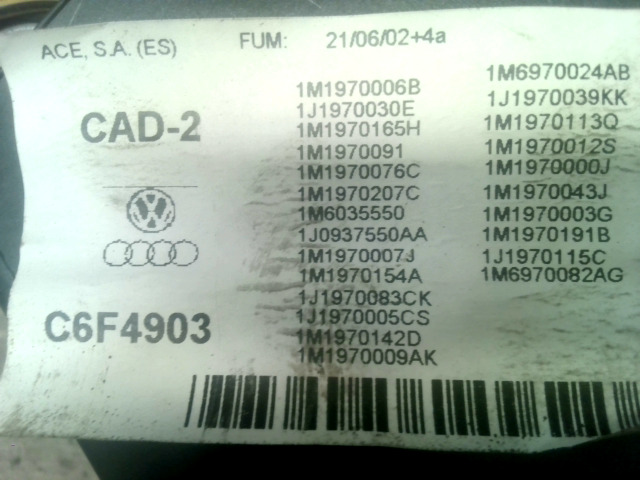 ACE, S.A. (ES)
FUM: 21/06/02+4a
CAD-2
C6F4903
1M1970006B
1J1970030E
1M1970165H
1M1970091
1M1970076C
1M1970207C
1M6035550
1J0937550AA
1M1970007J
1M1970154A
1J1970083CK
1J1970005CS
1M1970142D
1M1970009AK
1M6970024AB
1J1970039KK
1M1970113Q
1M1970012S
1M1970000J
1M1970043J
1M1970003G
1M1970191B
1J1970115C
1M6970082AG